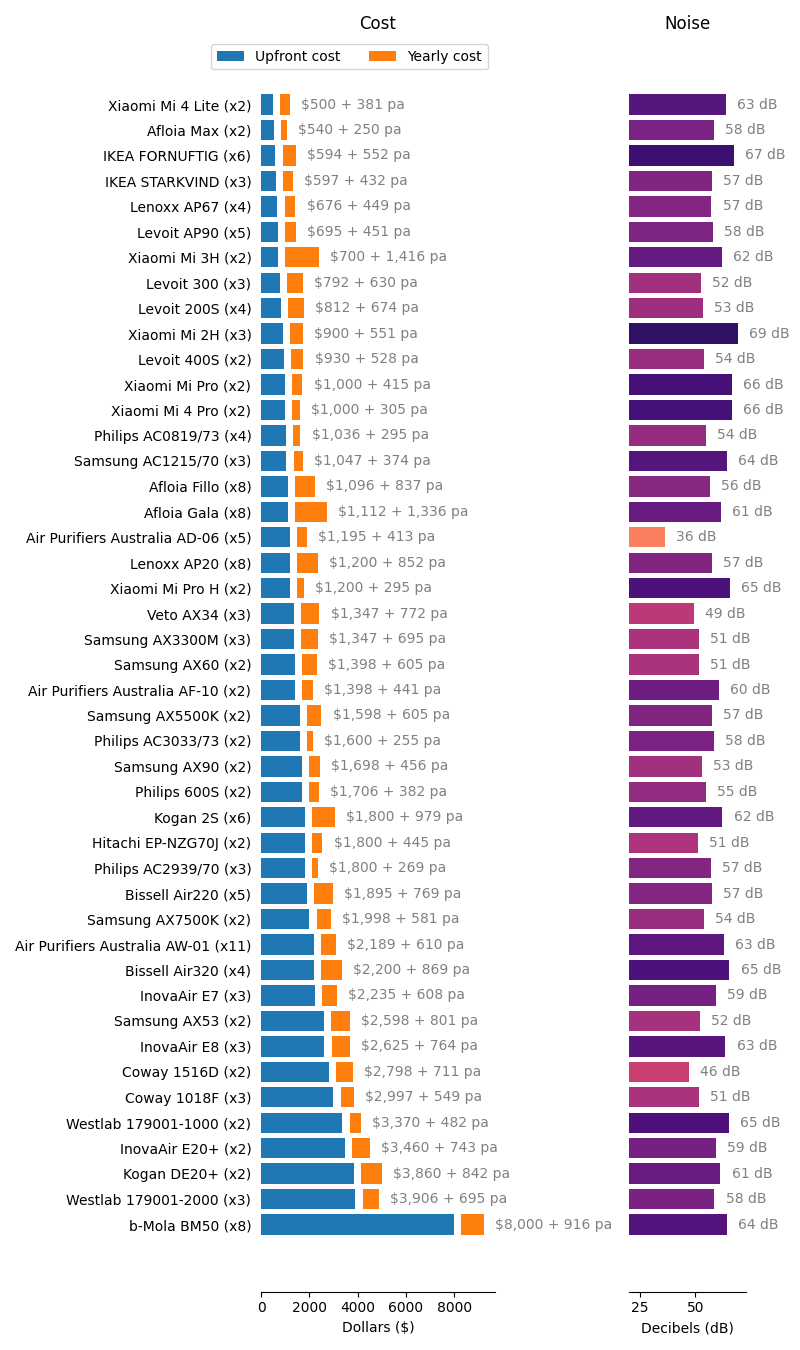 Cost Noise
Upfront cost Yearly cost
Xiaomi Mi 4 Lite (x2) $500 + 381 pa 63 dB
Afloia Max (x2) $540 + 250 pa 58 dB
IKEA FORNUFTIG (x6) $594 + 552 pa 67 dB
IKEA STARKVIND (x3) $597 + 432 pa 57 dB
Lenoxx AP67 (x4) $676 + 449 pa 57 dB
Levoit AP90 (x5) $695 + 451 pa 58 dB
Xiaomi Mi 3H (x2) $700 + 1,416 pa 62 dB
Levoit 300 (x3) $792 + 630 pa 52 dB
Levoit 200S (x4) $812 + 674 pa 53 dB
Xiaomi Mi 2H (x3) $900 + 551 pa 69 dB
Levoit 400S (x2) $930 + 528 pa 54 dB
Xiaomi Mi Pro (x2) $1,000 + 415 pa 66 dB
Xiaomi Mi 4 Pro (x2) $1,000 + 305 pa 66 dB
Philips AC0819/73 (x4) $1,036 + 295 pa 54 dB
Samsung AC1215/70 (x3) $1,047 + 374 pa 64 dB
Afloia Fillo (x8) $1,096 + 837 pa 56 dB
Afloia Gala (x8) $1,112 + 1,336 pa 61 dB
Air Purifiers Australia AD-06 (x5) $1,195 + 413 pa 36 dB
Lenoxx AP20 (x8) $1,200 + 852 pa 57 dB
Xiaomi Mi Pro H (x2) $1,200 + 295 pa 65 dB
Veto AX34 (x3) $1,347 + 772 pa 49 dB
Samsung AX3300M (x3) $1,347 + 695 pa 51 dB
Samsung AX60 (x2) $1,398 + 605 pa 51 dB
Air Purifiers Australia AF-10 (x2) $1,398 + 441 pa 60 dB
Samsung AX5500K (x2) $1,598 + 605 pa 57 dB
Philips AC3033/73 (x2) $1,600 + 255 pa 58 dB
Samsung AX90 (x2) $1,698 + 456 pa 53 dB
Philips 600S (x2) $1,706 + 382 pa 55 dB
Kogan 2S (x6) $1,800 + 979 pa 62 dB
Hitachi EP-NZG70J (x2) $1,800 + 445 pa 51 dB
Philips AC2939/70 (x3) $1,800 + 269 pa 57 dB
Bissell Air220 (x5) $1,895 + 769 pa 57 dB
Samsung AX7500K (x2) $1,998 + 581 pa 54 dB
Air Purifiers Australia AW-01 (x11) $2,189 + 610 pa 63 dB
Bissell Air320 (x4) $2,200 + 869 pa 65 dB
InovaAir E7 (x3) $2,235 + 608 pa 59 dB
Samsung AX53 (x2) $2,598 + 801 pa 52 dB
InovaAir E8 (x3) $2,625 + 764 pa 63 dB
Coway 1516D (x2) $2,798 + 711 pa 46 dB
Coway 1018F (x3) $2,997 + 549 pa 51 dB
Westlab 179001-1000 (x2) $3,370 + 482 pa 65 dB
InovaAir E20+ (x2) $3,460 + 743 pa 59 dB
Kogan DE20+ (x2) $3,860 + 842 pa 61 dB
Westlab 179001-2000 (x3) $3,906 + 695 pa 58 dB
b-Mola BM50 (x8) $8,000 + 916 pa 64 dB
0 2000 4000 6000 8000 25 50
Dollars ($) Decibels (dB)